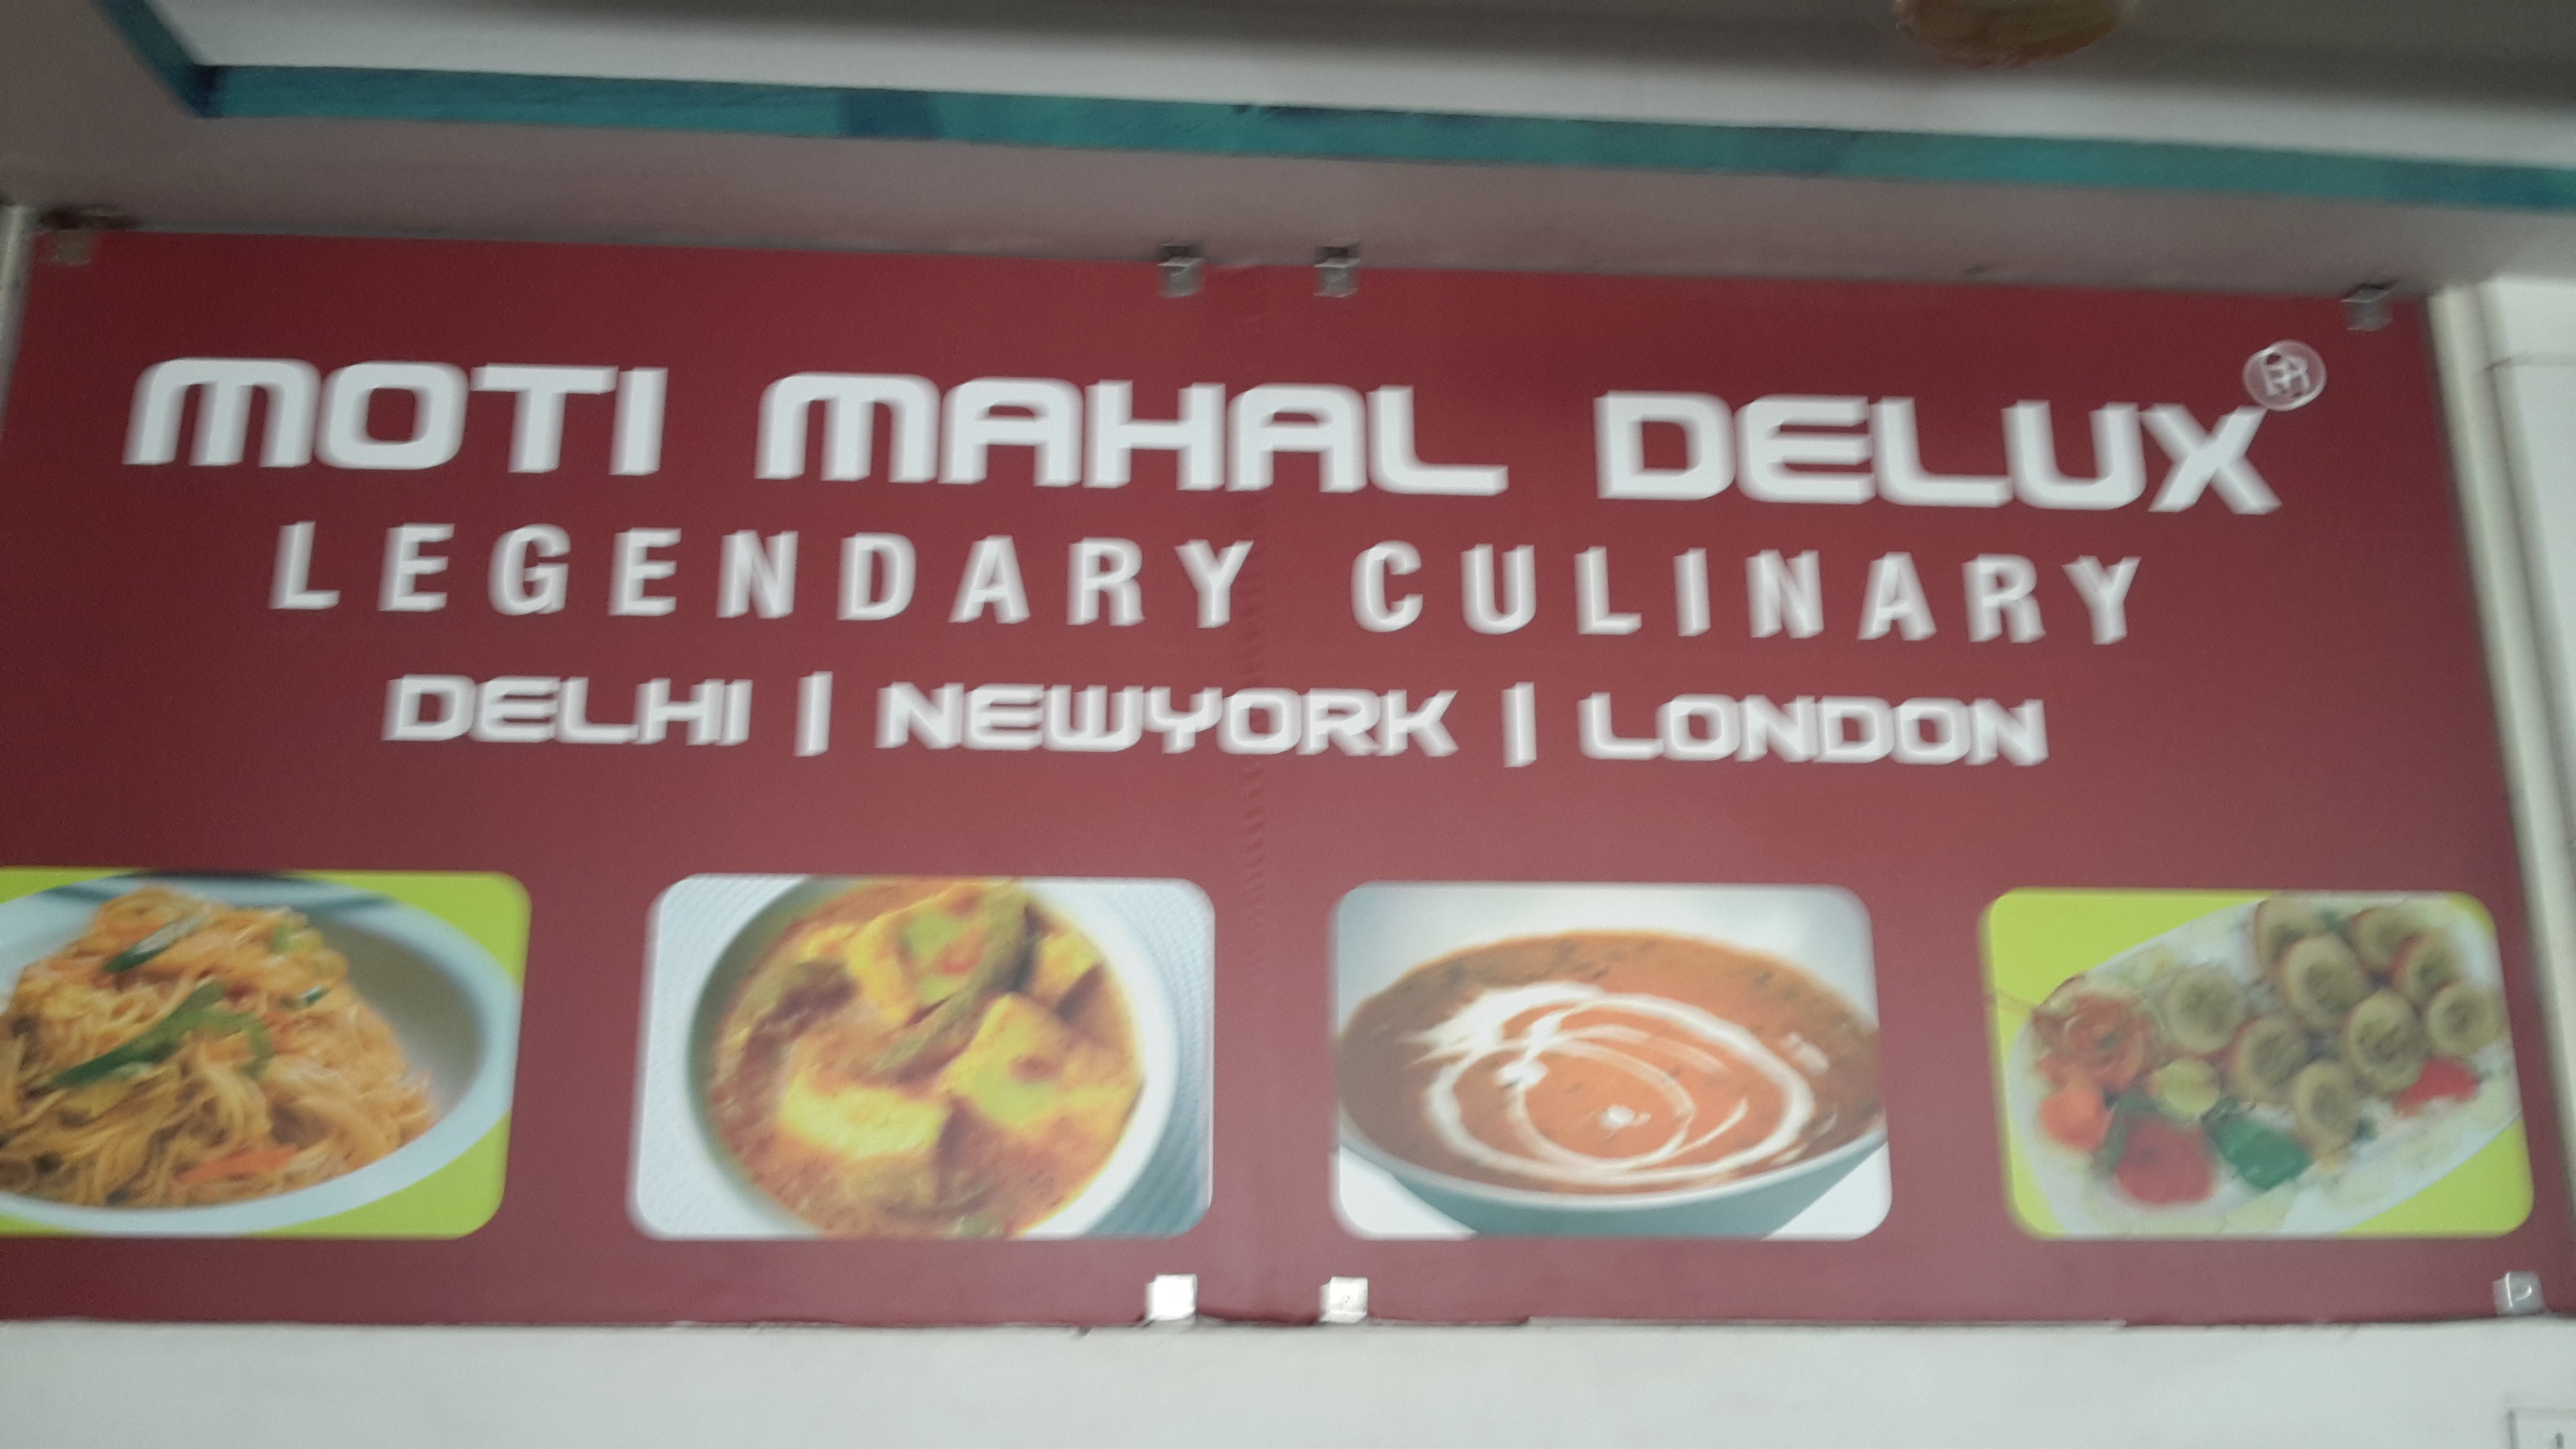 MOTI MAHAL DELUX
LEGENDARY CULINARY
DELHI | NEWYORK | LONDON